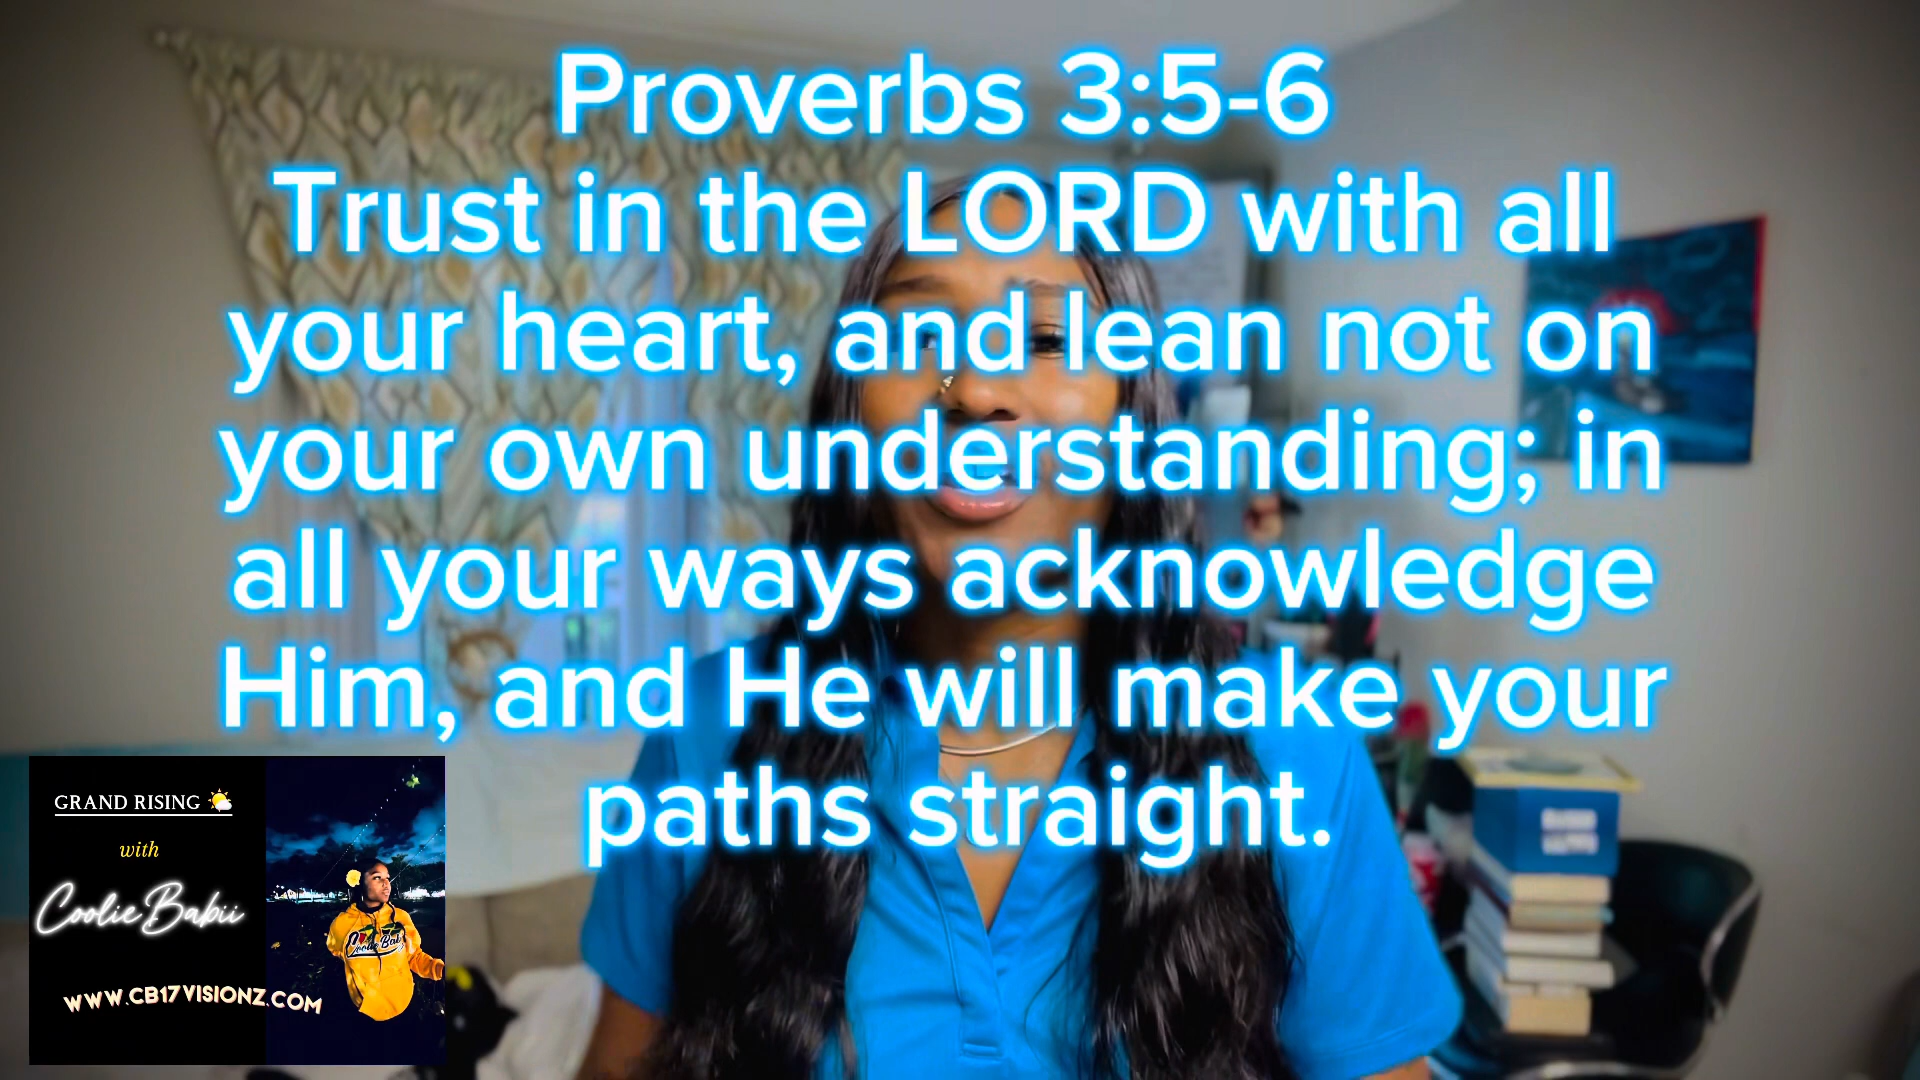 Proverbs 3:5-6
Trust in the LORD with all
your heart, and lean not on
your own understanding; in
all your ways acknowledge
Him, and He will make your
paths straight.
GRAND RISING
with
CoolieBabii
WWW.CB17VISIONZ.COM